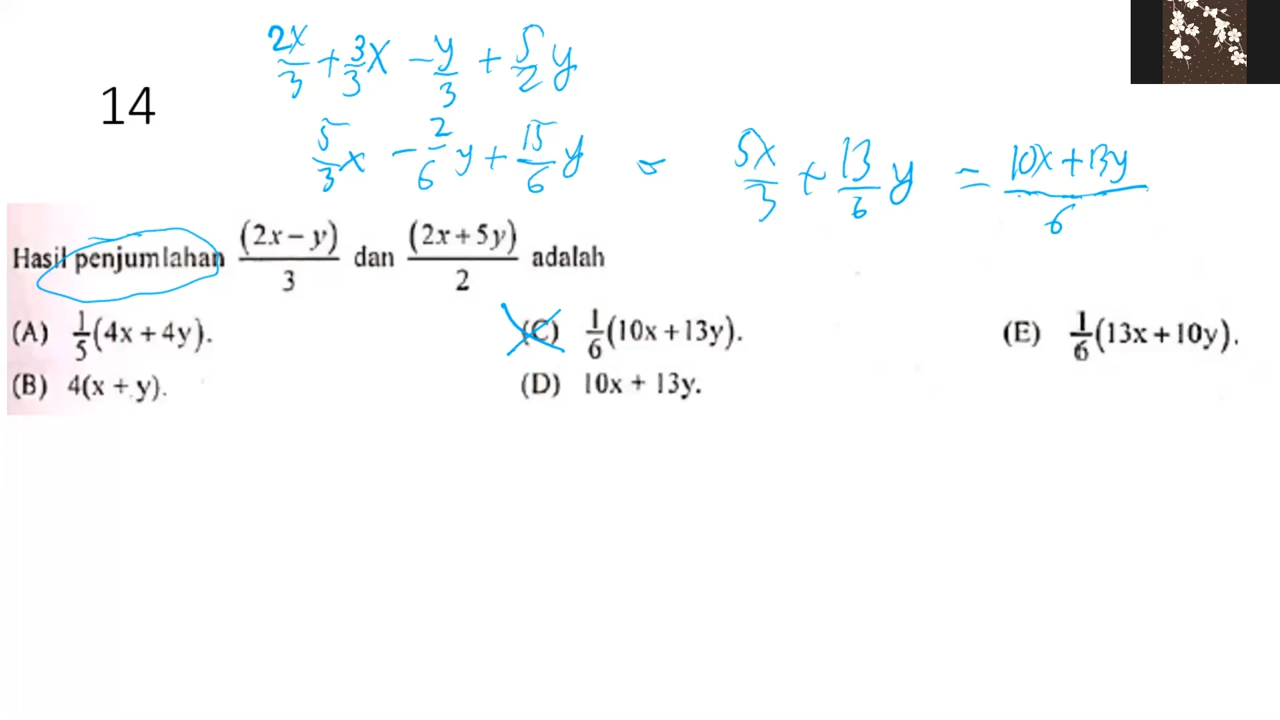 14
2x/3 + 3/3 x - y/3 + 5/2 y
5/3 x - 2/6 y + 15/6 y = 5x/3 + 13/6 y = (10x + 13y)/6
Hasil penjumlahan (2x - y)/3 dan (2x + 5y)/2 adalah
(A) 1/5(4x + 4y). (C) 1/6(10x + 13y). (E) 1/6(13x + 10y).
(B) 4(x + y). (D) 10x + 13y.